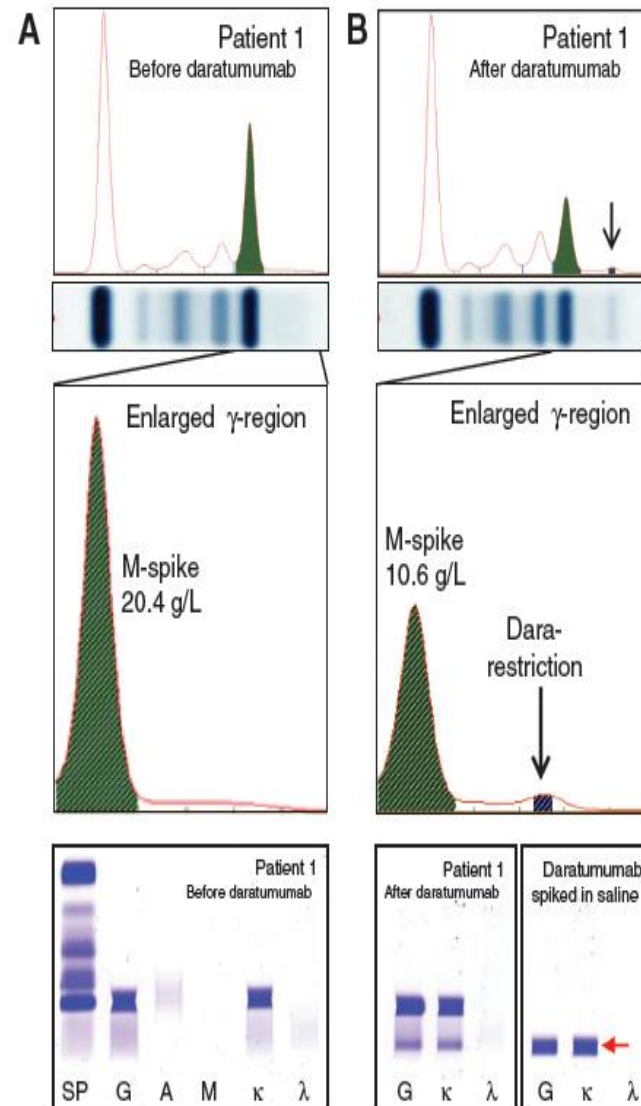 A
Patient 1
Before daratumumab
B
Patient 1
After daratumumab
Enlarged γ-region
M-spike
20.4 g/L
Enlarged γ-region
M-spike
10.6 g/L
Dara-
restriction
Patient 1
Before daratumumab
SP G A M κ λ
Patient 1
After daratumumab
G κ λ
Daratumumab
spiked in saline
G κ λ